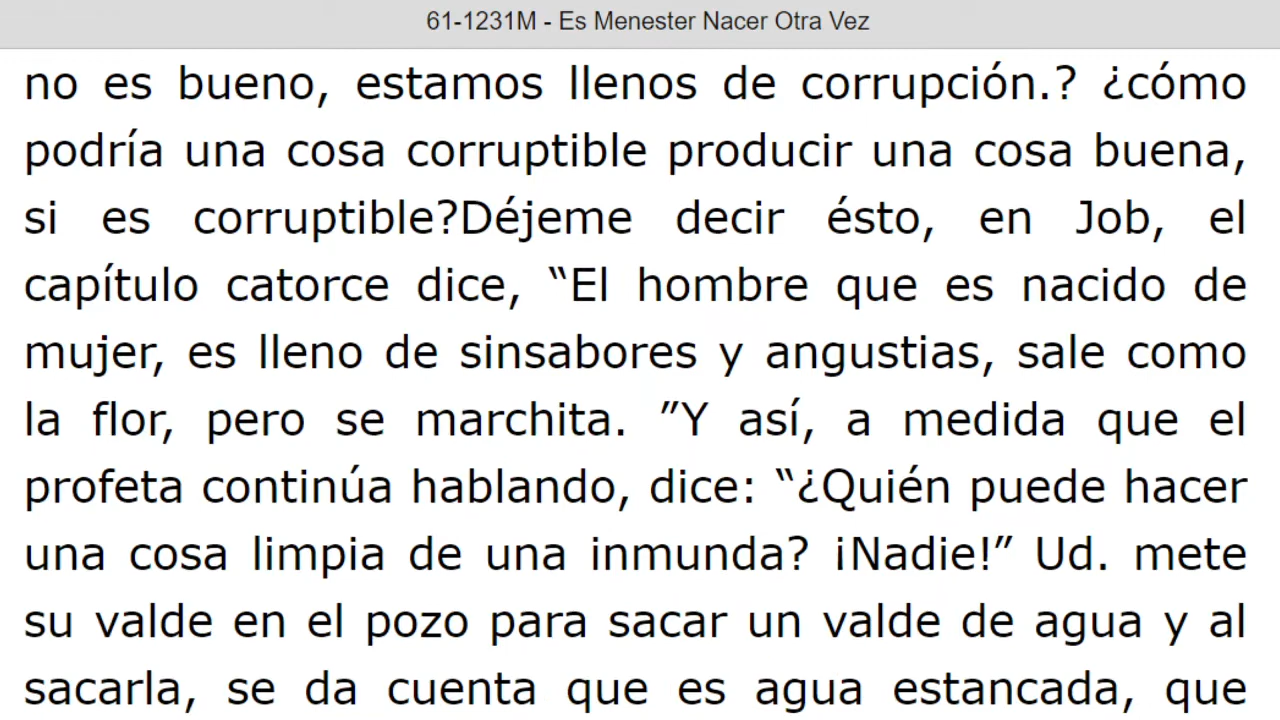 61-1231M - Es Menester Nacer Otra Vez
no es bueno, estamos llenos de corrupción.? ¿cómo
podría una cosa corruptible producir una cosa buena,
si es corruptible?Déjeme decir ésto, en Job, el
capítulo catorce dice, “El hombre que es nacido de
mujer, es lleno de sinsabores y angustias, sale como
la flor, pero se marchita. ”Y así, a medida que el
profeta continúa hablando, dice: “¿Quién puede hacer
una cosa limpia de una inmunda? ¡Nadie!” Ud. mete
su valde en el pozo para sacar un valde de agua y al
sacarla, se da cuenta que es agua estancada, que